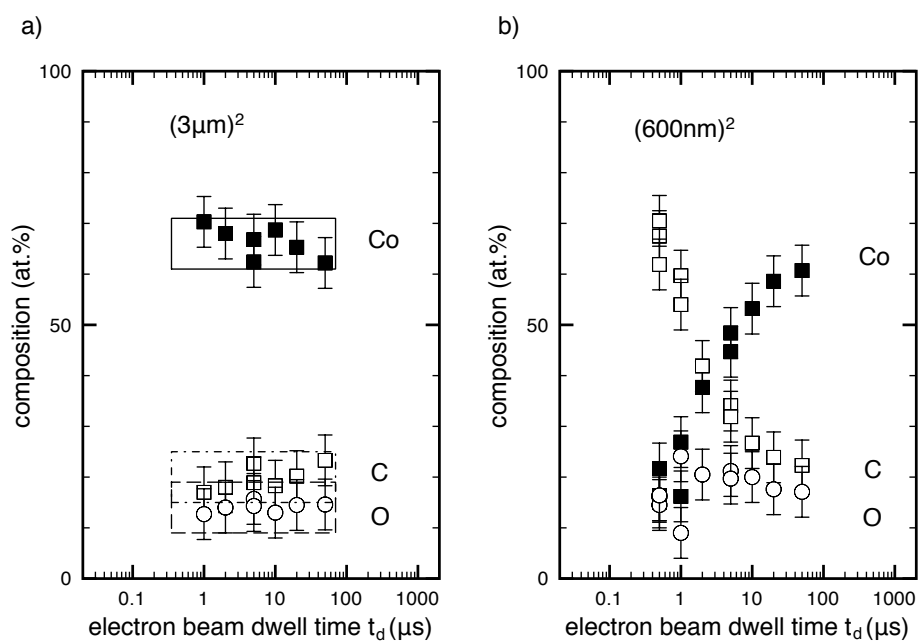 a)
100
50
0
composition (at.%)
(3µm)²
Co
C
O
0.1 1 10 100 1000
electron beam dwell time t_d (µs)
b)
100
50
0
composition (at.%)
(600nm)²
Co
C
O
0.1 1 10 100 1000
electron beam dwell time t_d (µs)